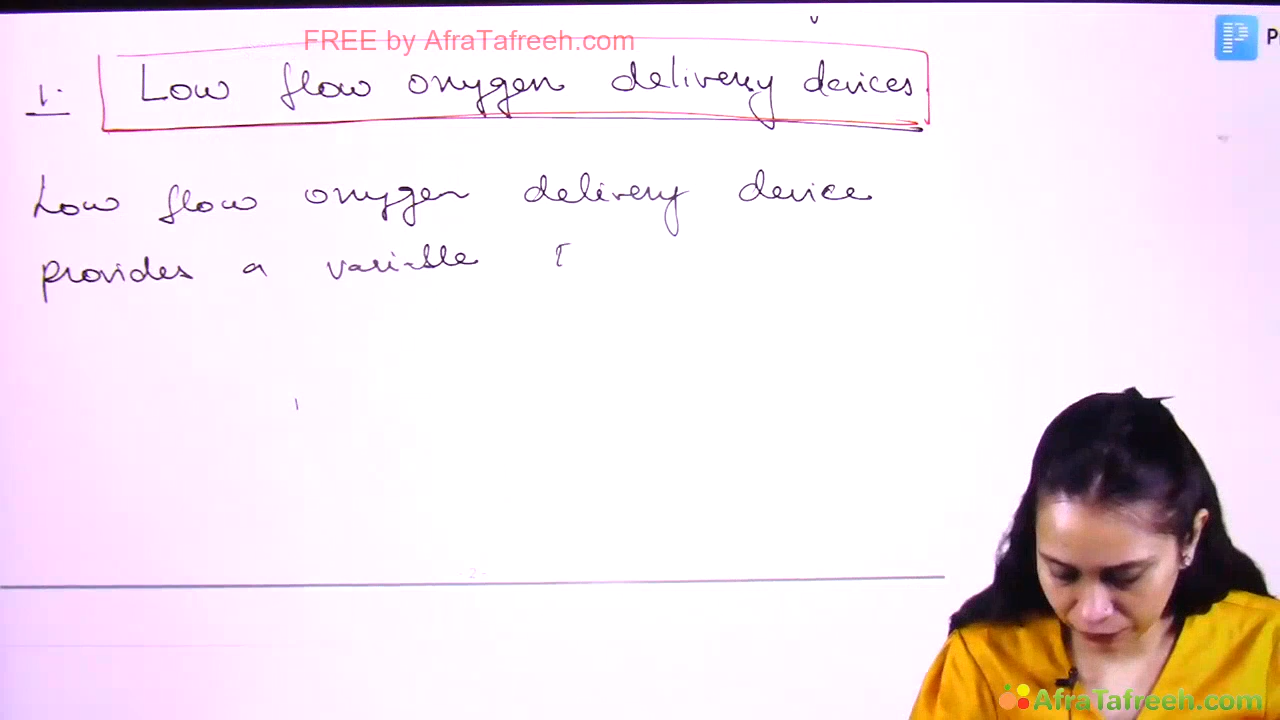 FREE by AfraTafreeh.com
1. Low flow oxygen delivery devices
Low flow oxygen delivery device
provides a variable
AfraTafreeh.com